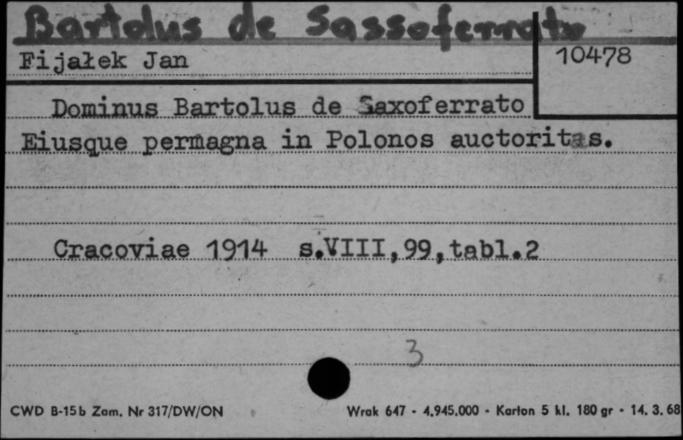 Bartolus de Sassoferrato
Fijałek Jan
10478
Dominus Bartolus de Saxoferrato
Eiusque permagna in Polonos auctoritas.
Cracoviae 1914 s.VIII,99,tabl.2
3
CWD B-15b Zam. Nr 317/DW/ON
Wrak 647 - 4.945.000 - Karton 5 kl. 180 gr - 14. 3. 68